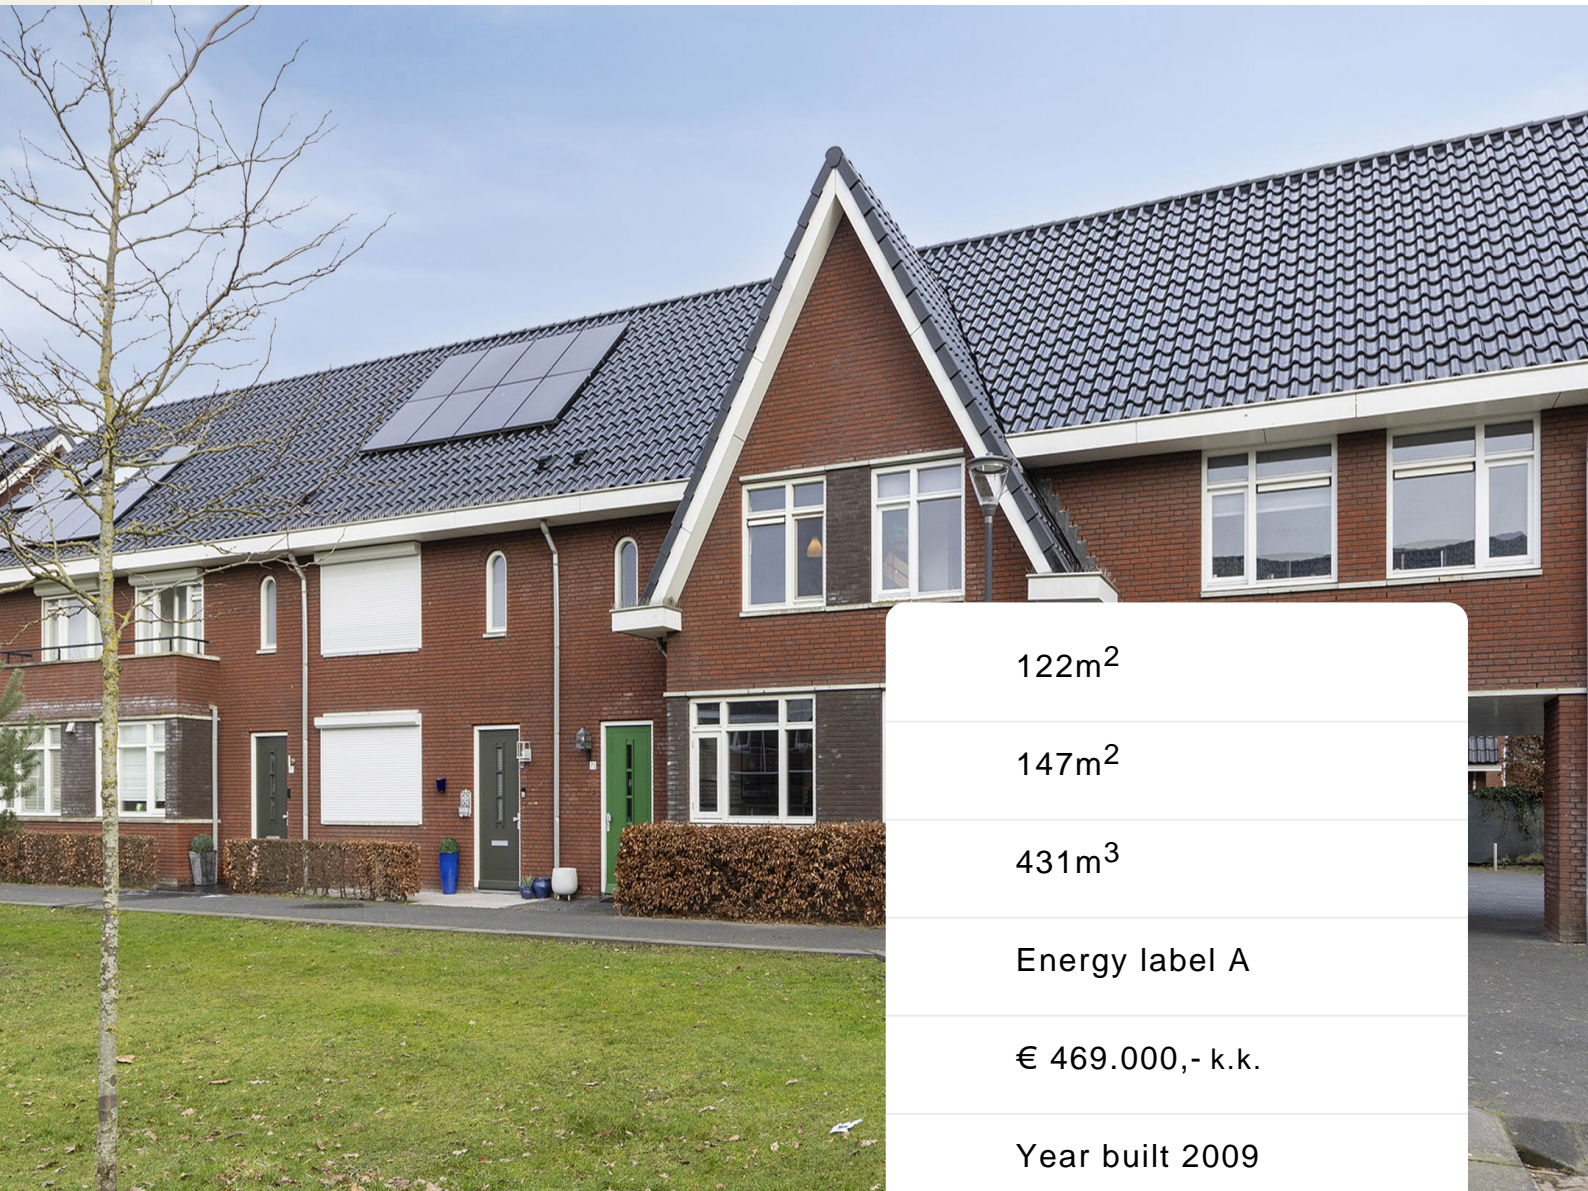 122m²
147m²
431m³
Energy label A
€ 469.000,- k.k.
Year built 2009